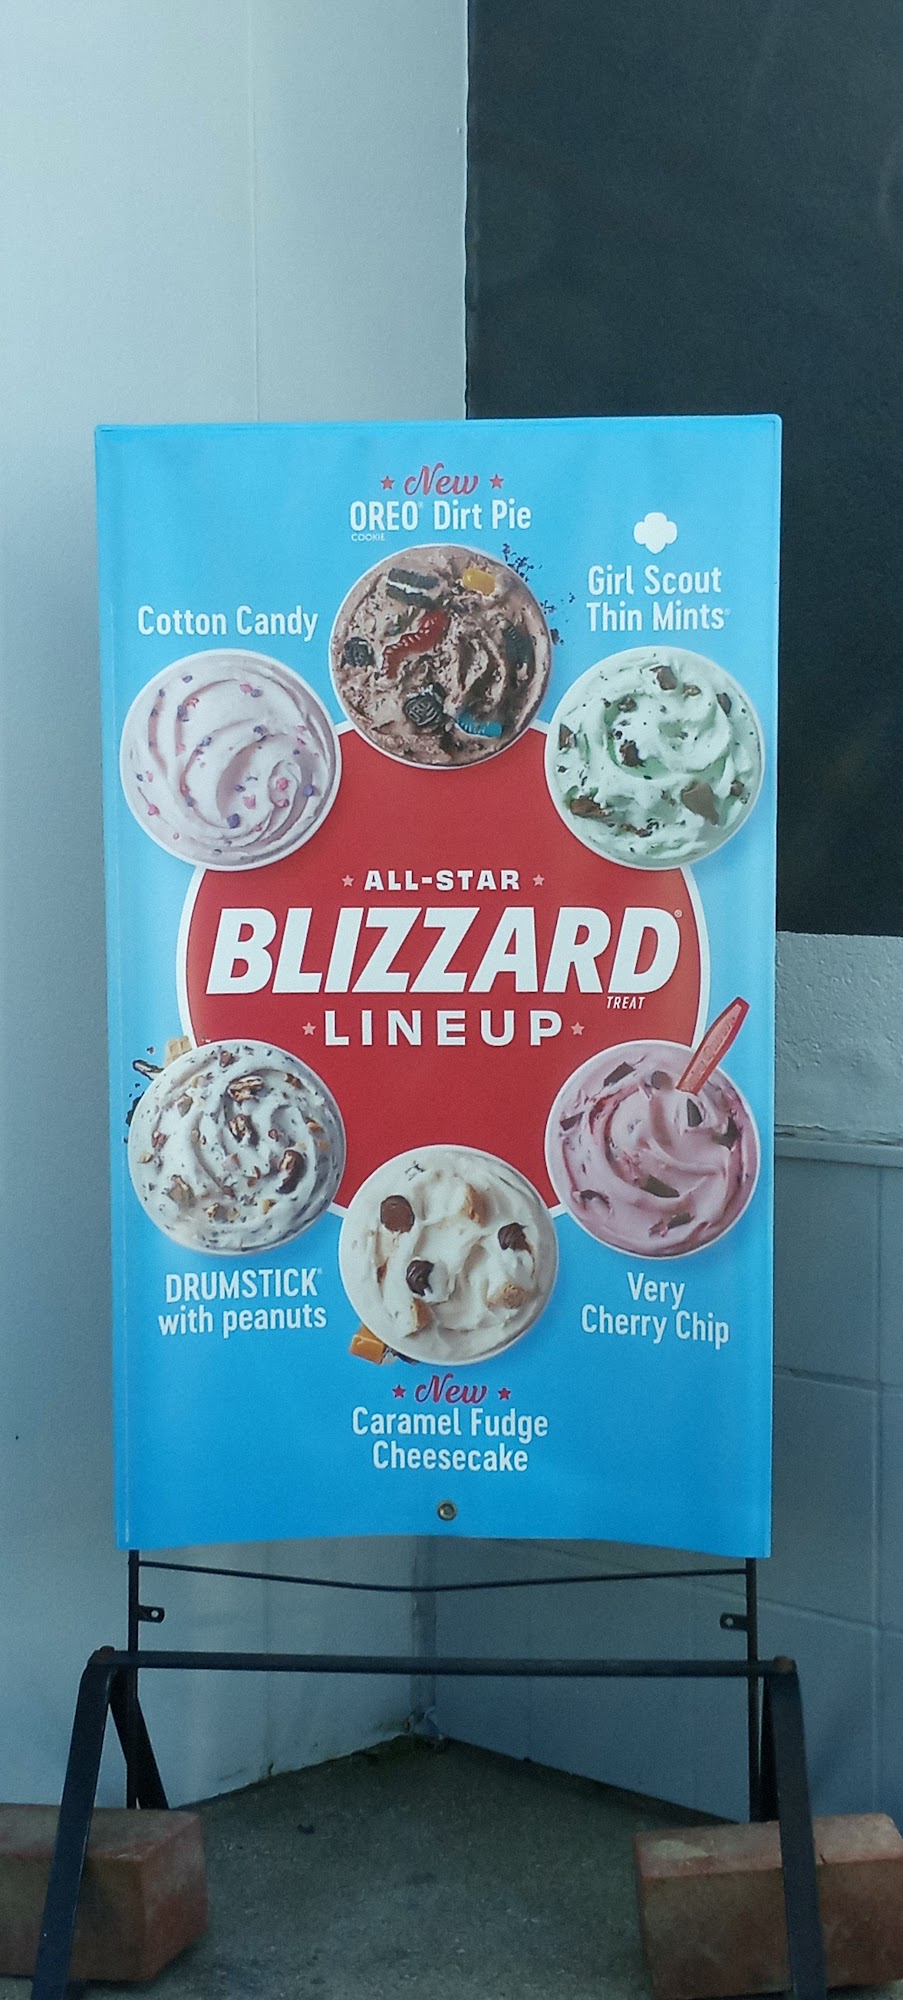 New
OREO® Dirt Pie
COOKIE
Girl Scout
Thin Mints®
Cotton Candy
ALL-STAR
BLIZZARD®
TREAT
LINEUP
DRUMSTICK®
with peanuts
Very
Cherry Chip
New
Caramel Fudge
Cheesecake